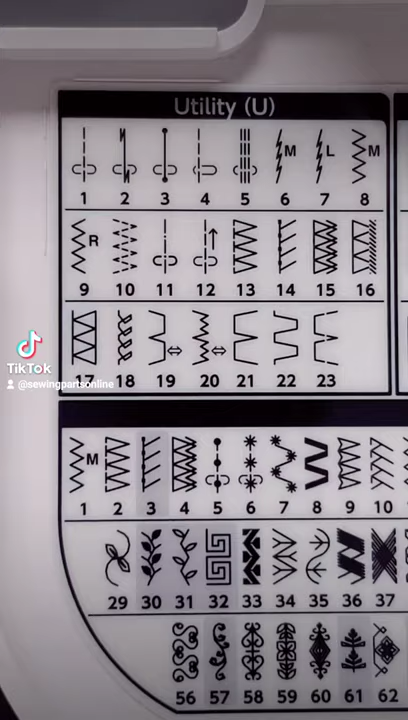 Utility (U)
M L M
1 2 3 4 5 6 7 8
R
9 10 11 12 13 14 15 16
17 18 19 20 21 22 23
TikTok
@sewingpartsonline
M
1 2 3 4 5 6 7 8 9 10
29 30 31 32 33 34 35 36 37
56 57 58 59 60 61 62